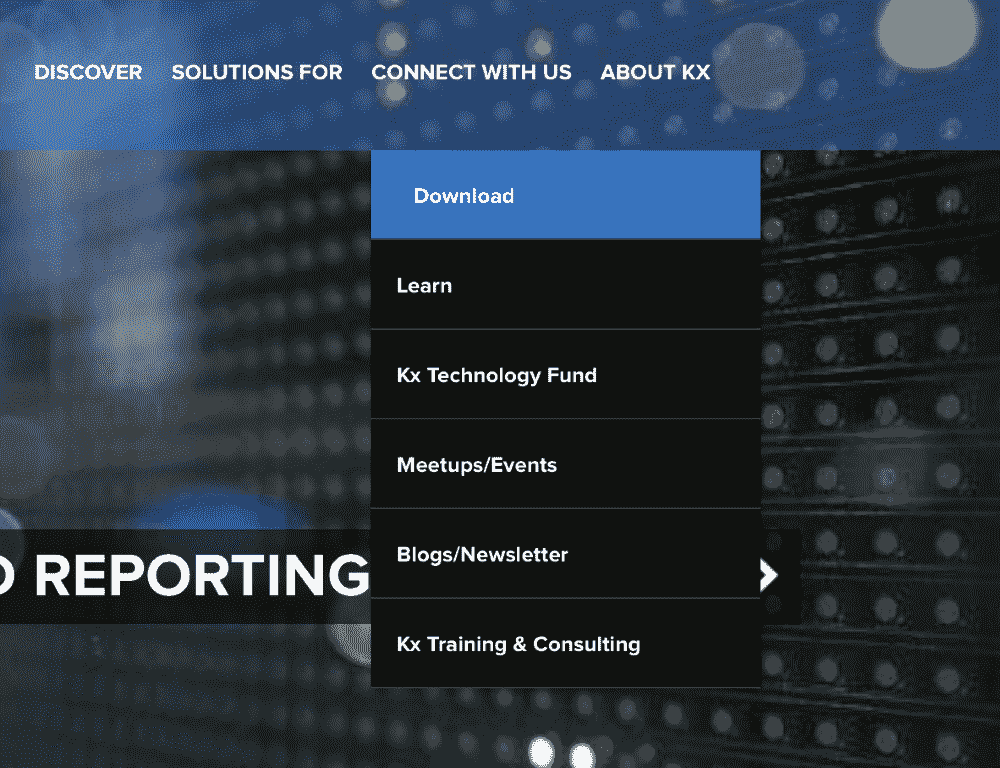 DISCOVER SOLUTIONS FOR CONNECT WITH US ABOUT KX
Download
Learn
Kx Technology Fund
Meetups/Events
Blogs/Newsletter
REPORTING
Kx Training & Consulting